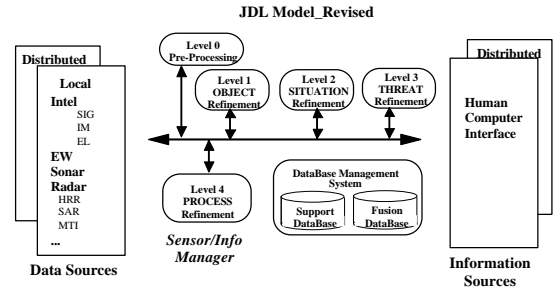 JDL Model_Revised
Distributed
Local
Intel
SIG
IM
EL
EW
Sonar
Radar
HRR
SAR
MTI
...
Data Sources
Level 0
Pre-Processing
Level 1
OBJECT
Refinement
Level 2
SITUATION
Refinement
Level 3
THREAT
Refinement
Level 4
PROCESS
Refinement
Sensor/Info
Manager
DataBase Management
System
Support
DataBase
Fusion
DataBase
Distributed
Human
Computer
Interface
Information
Sources